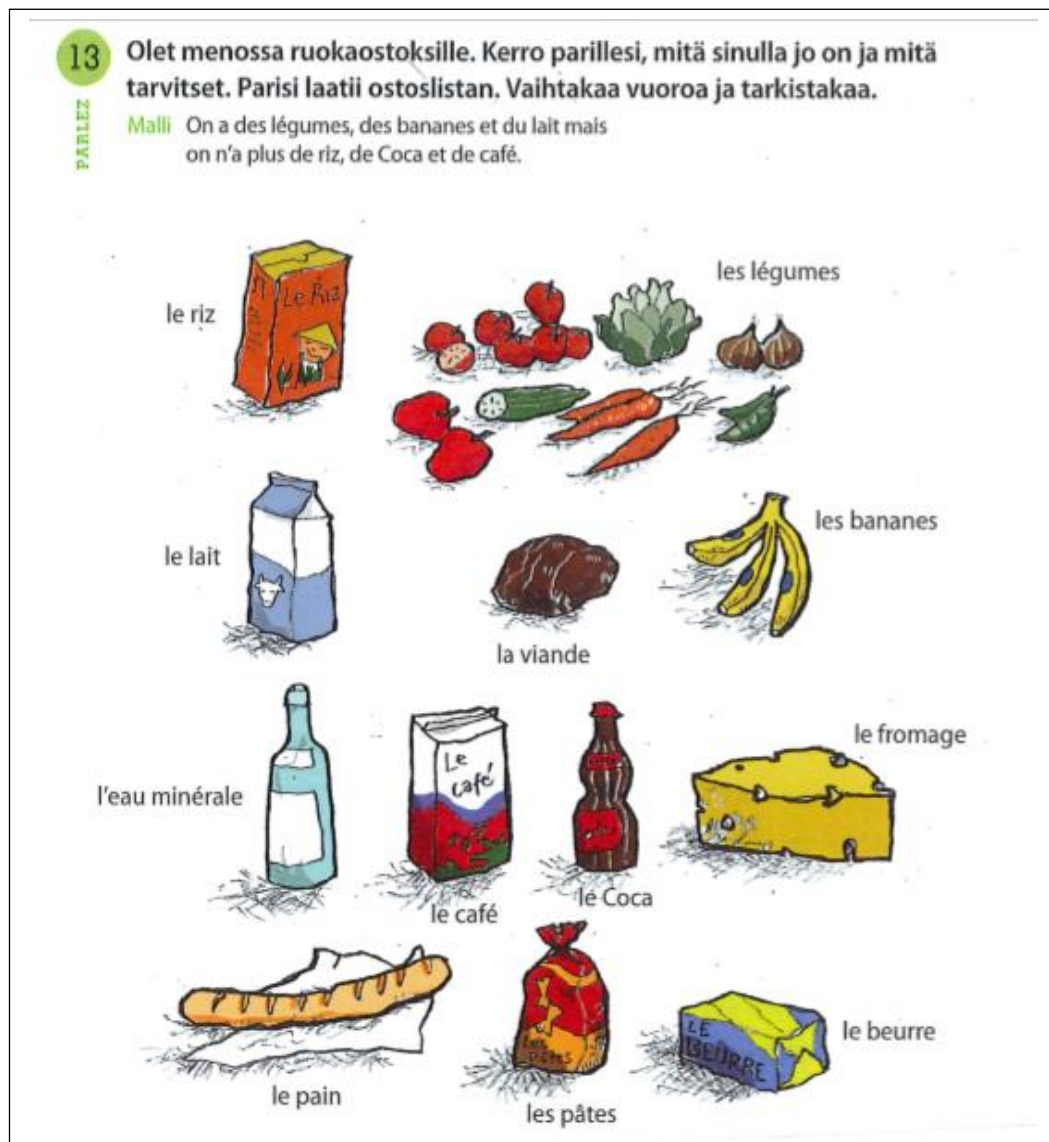 13 Olet menossa ruokaostoksille. Kerro parillesi, mitä sinulla jo on ja mitä
tarvitset. Parisi laatii ostoslistan. Vaihtakaa vuoroa ja tarkistakaa.
PARLEZ
Malli On a des légumes, des bananes et du lait mais
on n'a plus de riz, de Coca et de café.
les légumes
le riz
Le Riz
les bananes
le lait
la viande
le fromage
l'eau minérale
Le
café
le Coca
le café
le beurre
LE
BEURRE
les pâtes
le pain
les pâtes